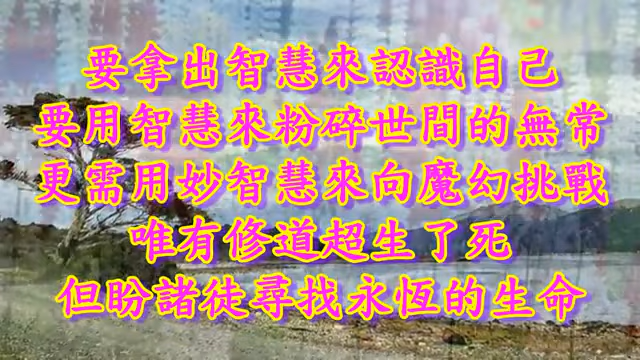 要拿出智慧來認識自己
要用智慧來粉碎世間的無常
更需用妙智慧來向魔幻挑戰
唯有修道超生了死
但盼諸徒尋找永恆的生命